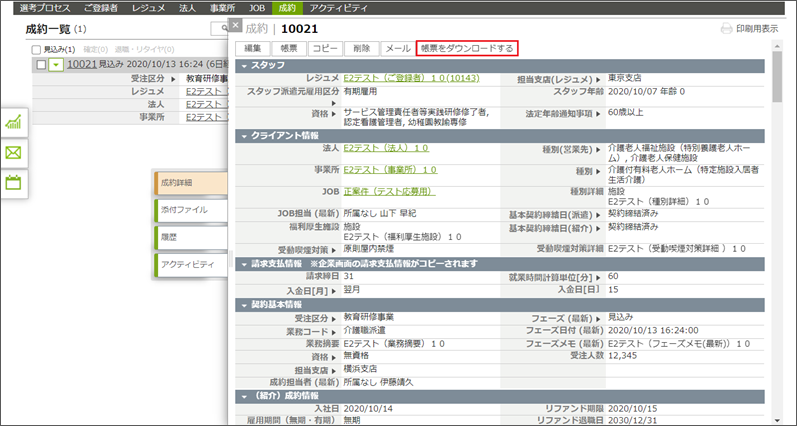 選考プロセス ご登録者 レジュメ 法人 事業所 JOB 成約 アクティビティ
成約一覧 (1)
見込み(1) 確定(0) 退職・リタイヤ(0)
10021 見込み 2020/10/13 16:24 (6日
受注区分 教育研修事業
レジュメ E2テスト
法人 E2テスト
事業所 E2テスト
成約詳細
添付ファイル
履歴
アクティビティ
成約 | 10021
印刷用表示
編集 帳票 コピー 削除 メール 帳票をダウンロードする
スタッフ
レジュメ E2テスト（ご登録者）１０(10143) 担当支店(レジュメ) 東京支店
スタッフ派遣元雇用区分 有期雇用 スタッフ年齢 2020/10/07 年齢 0
資格 サービス管理責任者等実践研修修了者, 認定看護管理者, 幼稚園教諭専修 法定年齢通知事項 60歳以上
クライアント情報
法人 E2テスト（法人）１０ 種別(営業先) 介護老人福祉施設（特別養護老人ホーム）, 介護老人保健施設
事業所 E2テスト（事業所）１０ 種別 介護付有料老人ホーム（特定施設入居者生活介護）
JOB 正案件（テスト応募用） 種別詳細 施設
E2テスト（種別詳細）１０
JOB担当 (最新) 所属なし 山下 早紀 基本契約締結日(派遣) 契約締結済み
福利厚生施設 施設
E2テスト（福利厚生施設）１０ 基本契約締結日(紹介) 契約締結済み
受動喫煙対策 原則屋内禁煙 受動喫煙対策詳細 E2テスト（受動喫煙対策詳細 ）１０
請求支払情報　※企業画面の請求支払情報がコピーされます
請求締日 31 就業時間計算単位[分] 60
入金日[月] 翌月 入金日[日] 15
契約基本情報
受注区分 教育研修事業 フェーズ (最新) 見込み
業務コード 介護職派遣 フェーズ日付 (最新) 2020/10/13 16:24:00
業務摘要 E2テスト（業務摘要）１０ フェーズメモ (最新) E2テスト（フェーズメモ(最新)）１０
資格 無資格 受注人数 12,345
担当支店 横浜支店
成約担当者 (最新) 所属なし 伊藤靖久
（紹介）成約情報
入社日 2020/10/14 リファンド期限 2020/10/15
雇用期間（無期・有期） 無期 リファンド退職日 2030/12/31